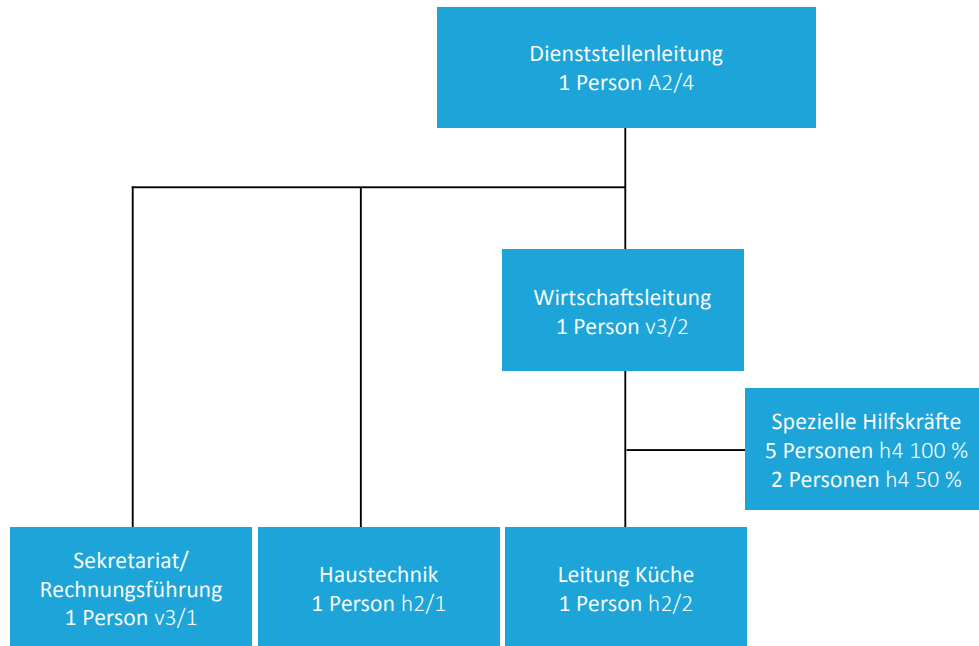 Dienststellenleitung
1 Person A2/4
Wirtschaftsleitung
1 Person v3/2
Spezielle Hilfskräfte
5 Personen h4 100 %
2 Personen h4 50 %
Sekretariat/
Rechnungsführung
1 Person v3/1
Haustechnik
1 Person h2/1
Leitung Küche
1 Person h2/2